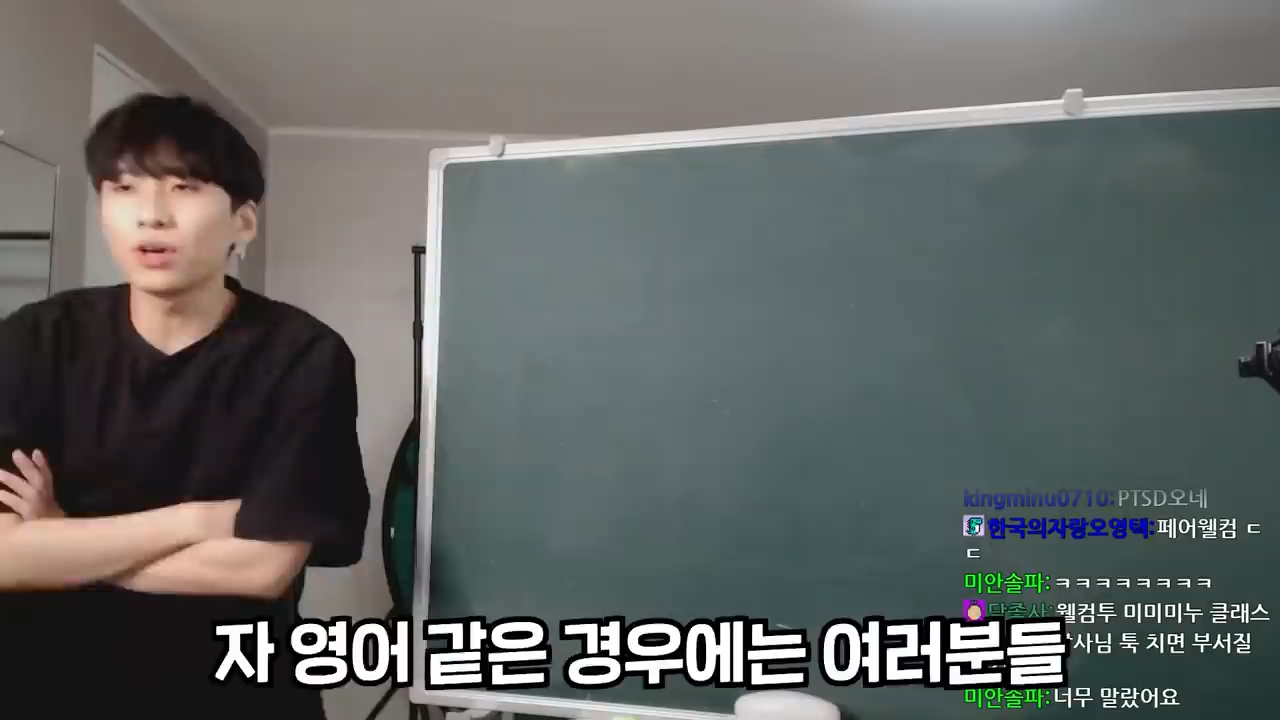 kingminu0710:PTSD오네
한국의자랑오영택:페어웰컴 ㄷ
ㄷ
미안솔파:ㅋㅋㅋㅋㅋㅋㅋㅋ
웰컴투 미미미누 클래스
툭 치면 부서질
미안솔파:너무 말랐어요
자 영어 같은 경우에는 여러분들